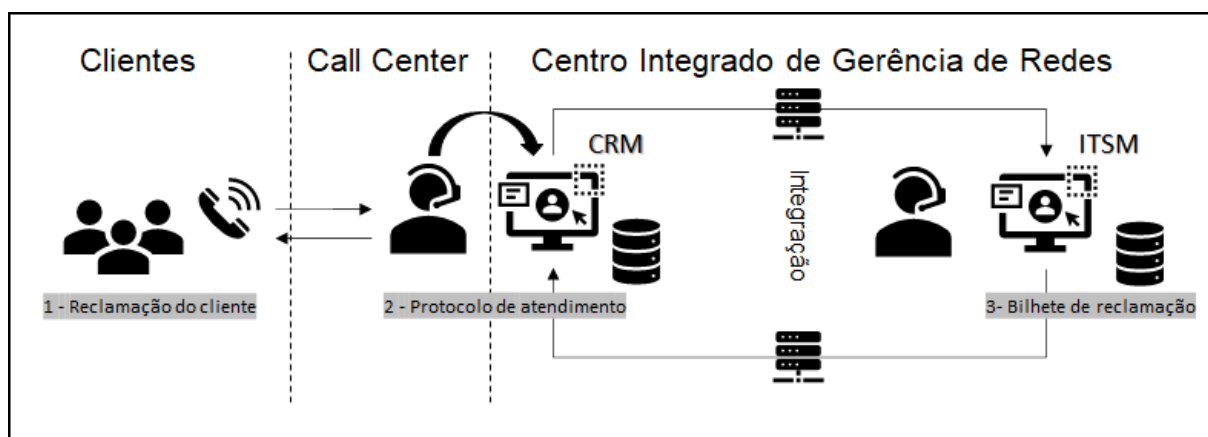 Clientes
Call Center
Centro Integrado de Gerência de Redes
CRM
ITSM
Integração
1 - Reclamação do cliente
2 - Protocolo de atendimento
3- Bilhete de reclamação